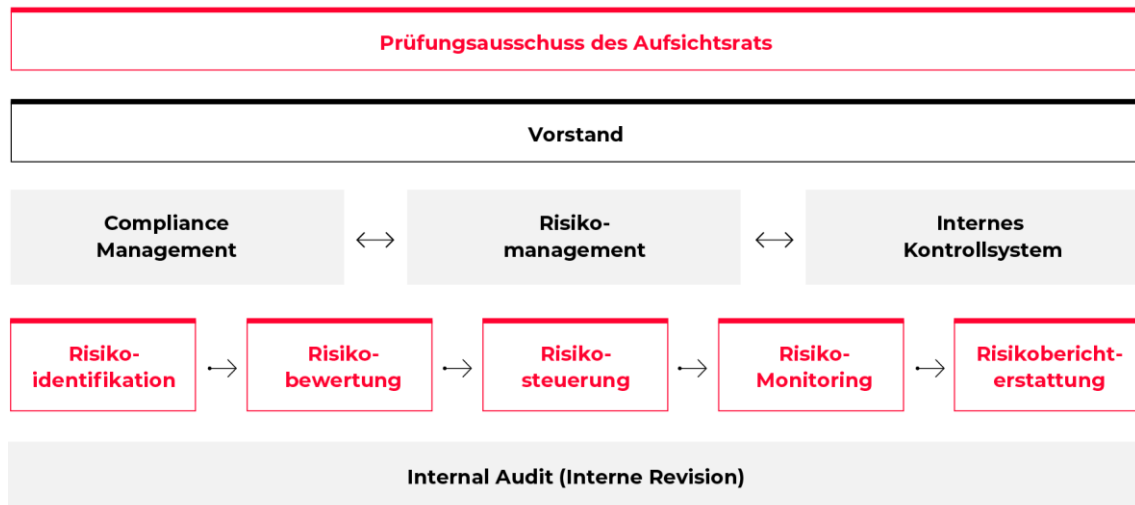 Prüfungsausschuss des Aufsichtsrats
Vorstand
Compliance
Management
Risiko-
management
Internes
Kontrollsystem
Risiko-
identifikation
Risiko-
bewertung
Risiko-
steuerung
Risiko-
Monitoring
Risikobericht-
erstattung
Internal Audit (Interne Revision)